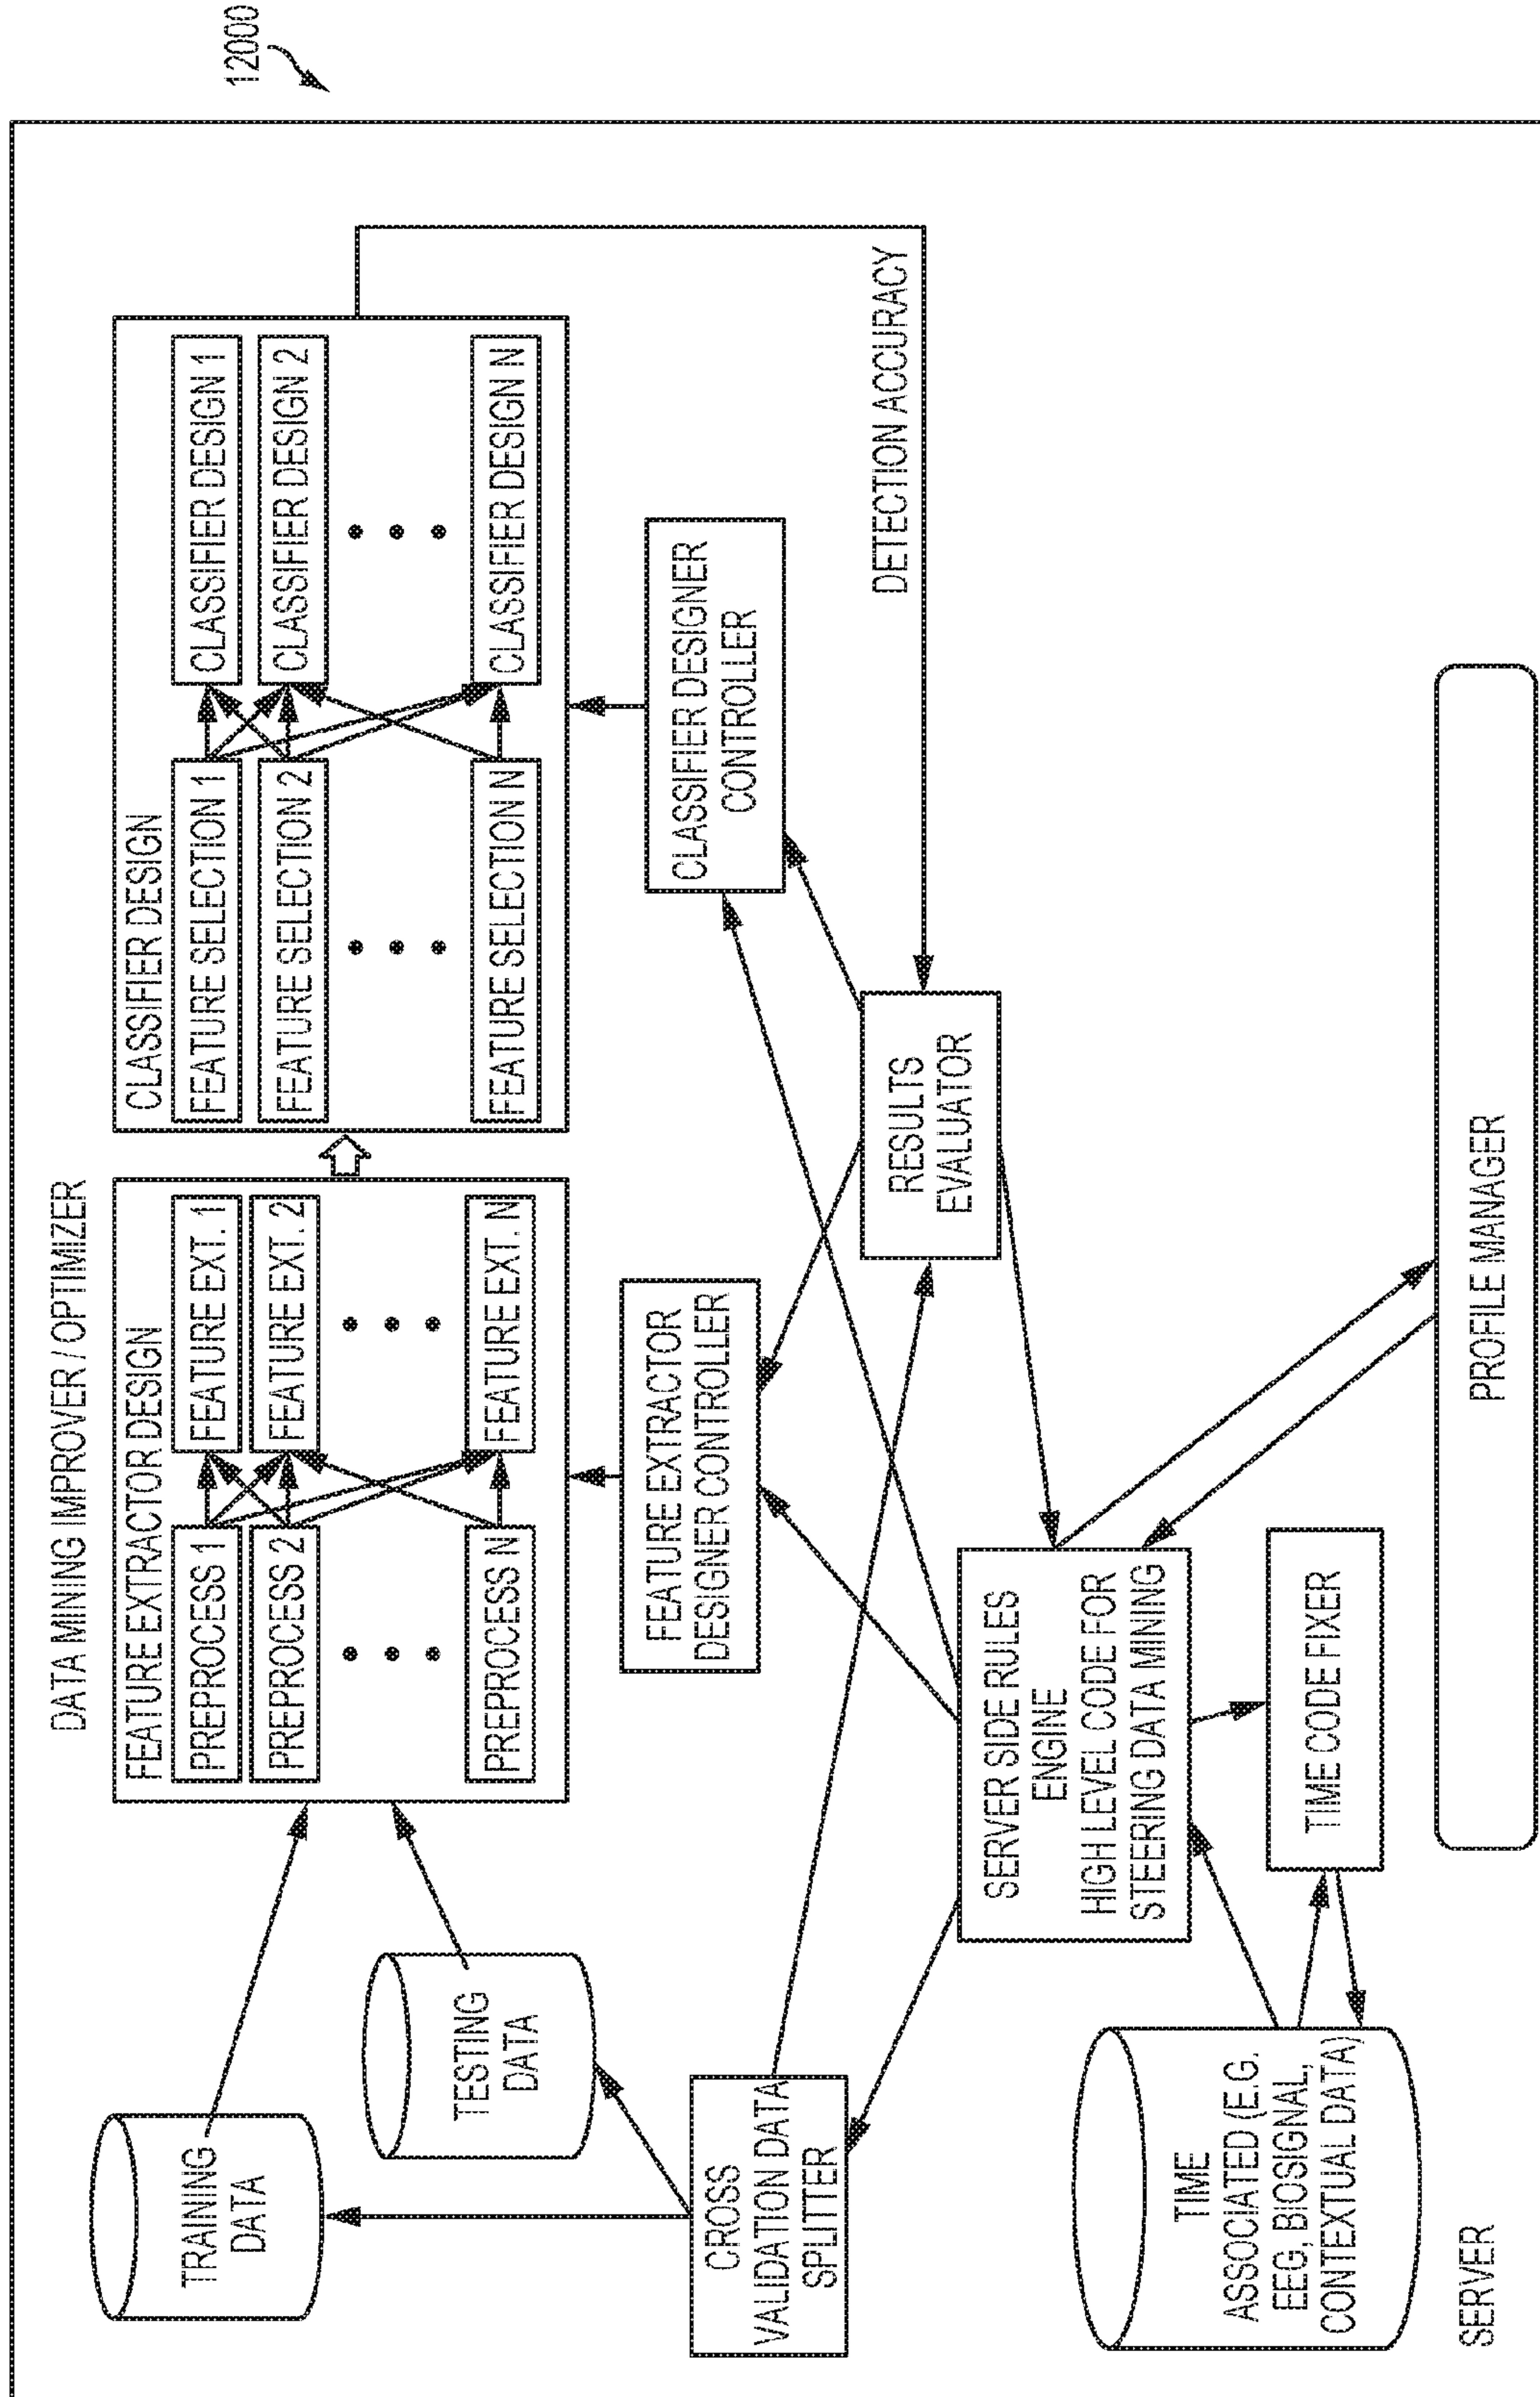 12000
DATA MINING IMPROVER / OPTIMIZER
FEATURE EXTRACTOR DESIGN
PREPROCESS 1
PREPROCESS 2
PREPROCESS N
FEATURE EXT. 1
FEATURE EXT. 2
FEATURE EXT. N
CLASSIFIER DESIGN
FEATURE SELECTION 1
FEATURE SELECTION 2
FEATURE SELECTION N
CLASSIFIER DESIGN 1
CLASSIFIER DESIGN 2
CLASSIFIER DESIGN N
TRAINING
DATA
TESTING
DATA
FEATURE EXTRACTOR
DESIGNER CONTROLLER
CLASSIFIER DESIGNER
CONTROLLER
CROSS
VALIDATION DATA
SPLITTER
RESULTS
EVALUATOR
DETECTION ACCURACY
SERVER SIDE RULES
ENGINE
HIGH LEVEL CODE FOR
STEERING DATA MINING
TIME
ASSOCIATED (E.G.
EEG, BIOSIGNAL,
CONTEXTUAL DATA)
TIME CODE FIXER
PROFILE MANAGER
SERVER